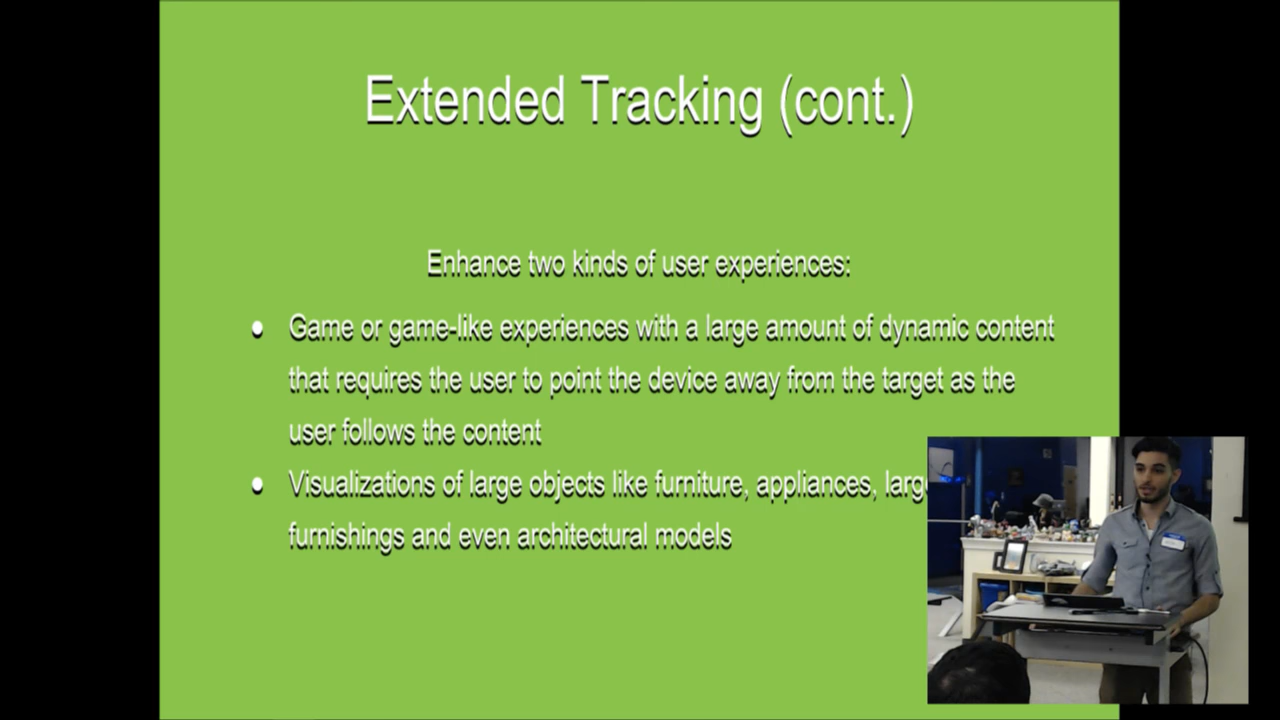 Extended Tracking (cont.)
Enhance two kinds of user experiences:
● Game or game-like experiences with a large amount of dynamic content
that requires the user to point the device away from the target as the
user follows the content
● Visualizations of large objects like furniture, appliances,
furnishings and even architectural models